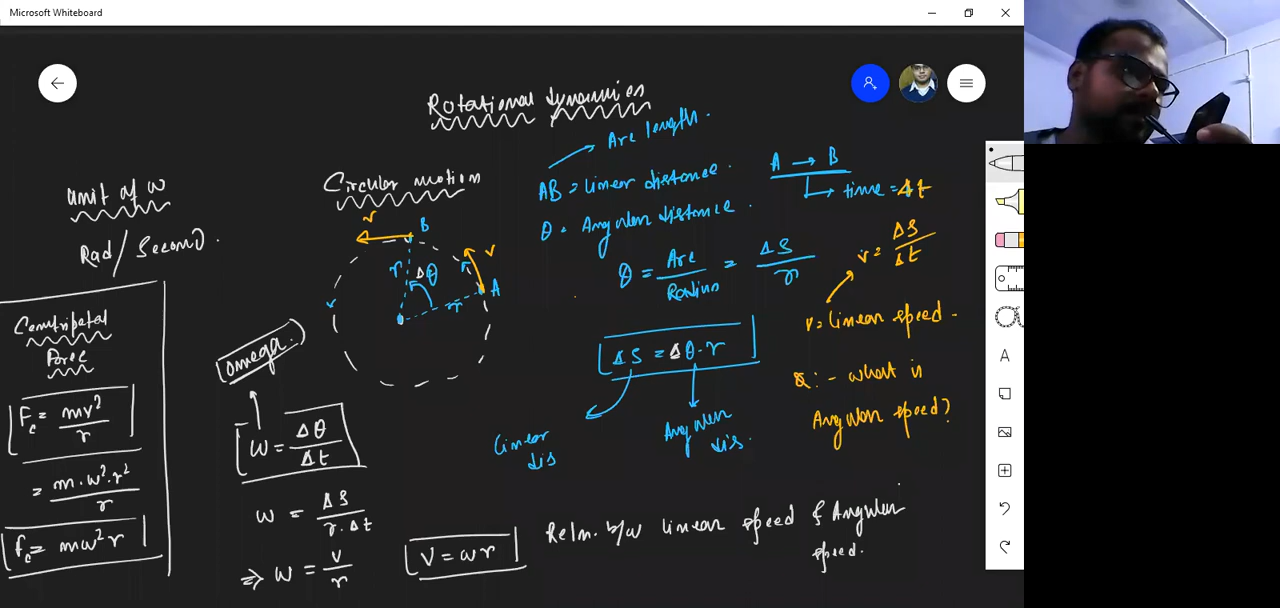 Microsoft Whiteboard
Rotational dynamics
Arc length.
Unit of ω
Rad/Second.
Circular motion
AB = linear distance.
θ = Angular distance.
A → B
time = Δt
v
B
v
A
r
Δθ
r
θ = Arc / Radius = ΔS / r
v = ΔS / Δt
v = linear speed.
ΔS = Δθ·r
linear dis
Angular dis.
Q:- what is
Angular speed?
Centripetal
Force
F_c = mv² / r
= m·ω²·r² / r
F_c = mω²r
omega.
ω = Δθ / Δt
ω = ΔS / r·Δt
⇒ ω = v / r
V = ωr
Reln. b/w linear speed & Angular
speed.
A